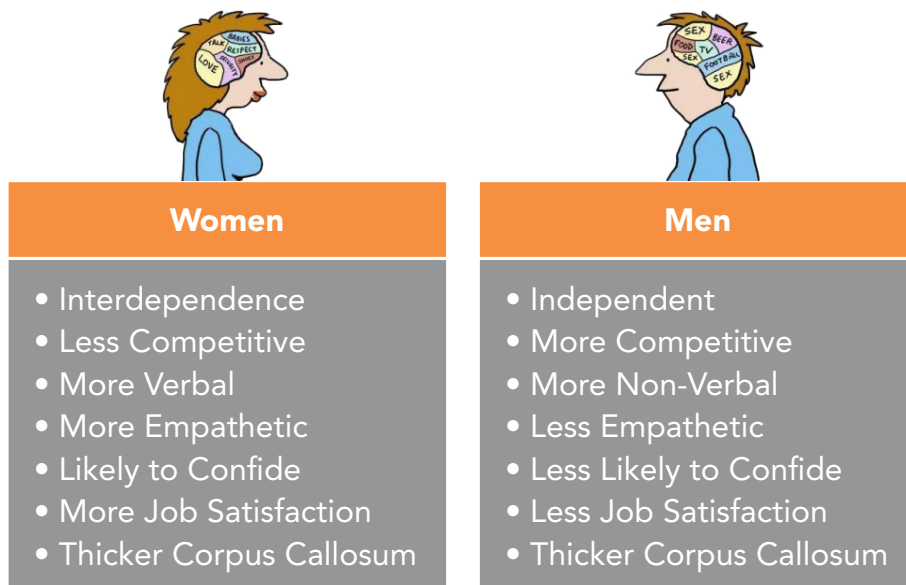 BABIES
TALK
RESPECT
SHOES
SECURITY
LOVE
SEX
BEER
FOOD
TV
SEX
FOOTBALL
SEX
Women
• Interdependence
• Less Competitive
• More Verbal
• More Empathetic
• Likely to Confide
• More Job Satisfaction
• Thicker Corpus Callosum
Men
• Independent
• More Competitive
• More Non-Verbal
• Less Empathetic
• Less Likely to Confide
• Less Job Satisfaction
• Thicker Corpus Callosum